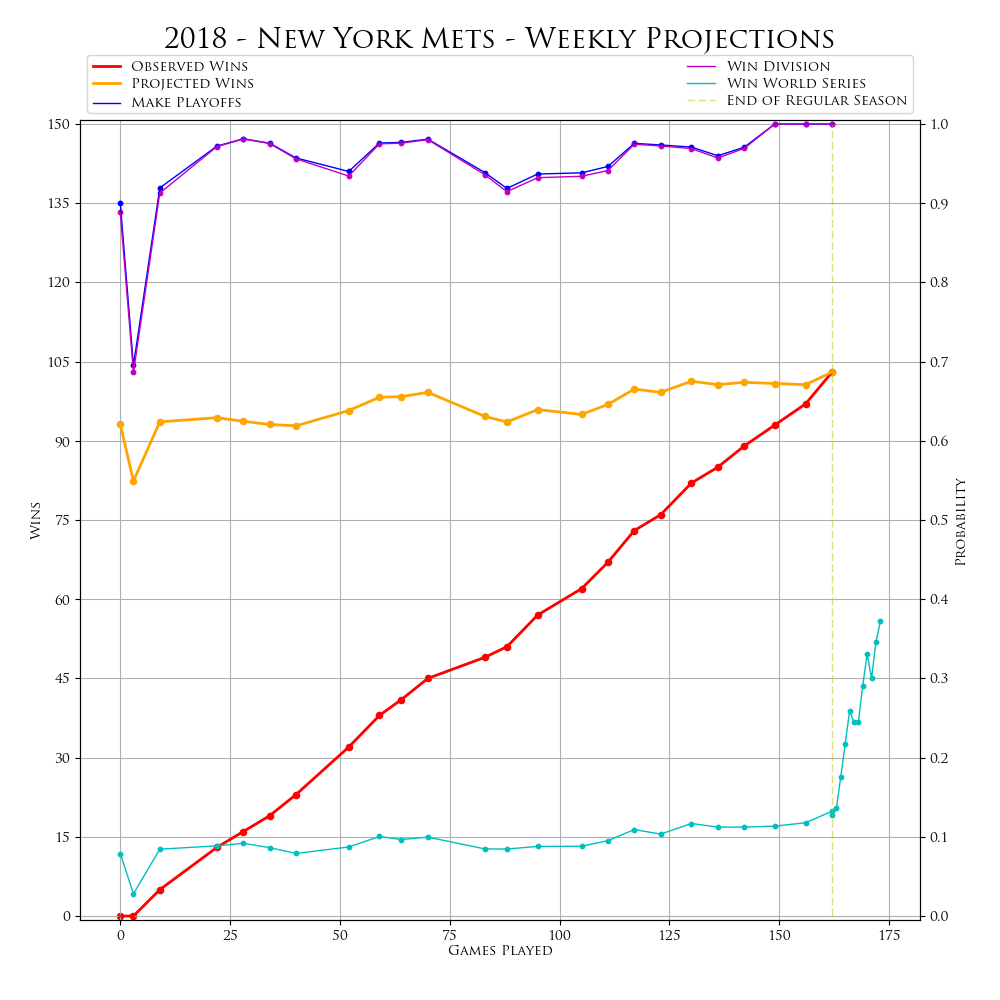 2018 - New York Mets - Weekly Projections
Observed Wins
Projected Wins
Make Playoffs
Win Division
Win World Series
End of Regular Season
150
135
120
105
90
75
60
45
30
15
0
Wins
1.0
0.9
0.8
0.7
0.6
0.5
0.4
0.3
0.2
0.1
0.0
Probability
0 25 50 75 100 125 150 175
Games Played